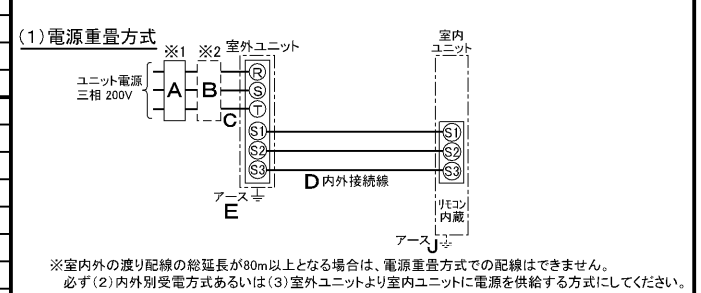 (1)電源重畳方式
※1 ※2 室外ユニット
室内
ユニット
ユニット電源
三相 200V
A B
R
S
T
C
S1 S1
S2 S2
S3 S3
D 内外接続線
アース
E
リモコン
内蔵
アース J
※室内外の渡り配線の総延長が80m以上となる場合は、電源重畳方式での配線はできません。
必ず(2)内外別受電方式あるいは(3)室外ユニットより室内ユニットに電源を供給する方式にしてください。